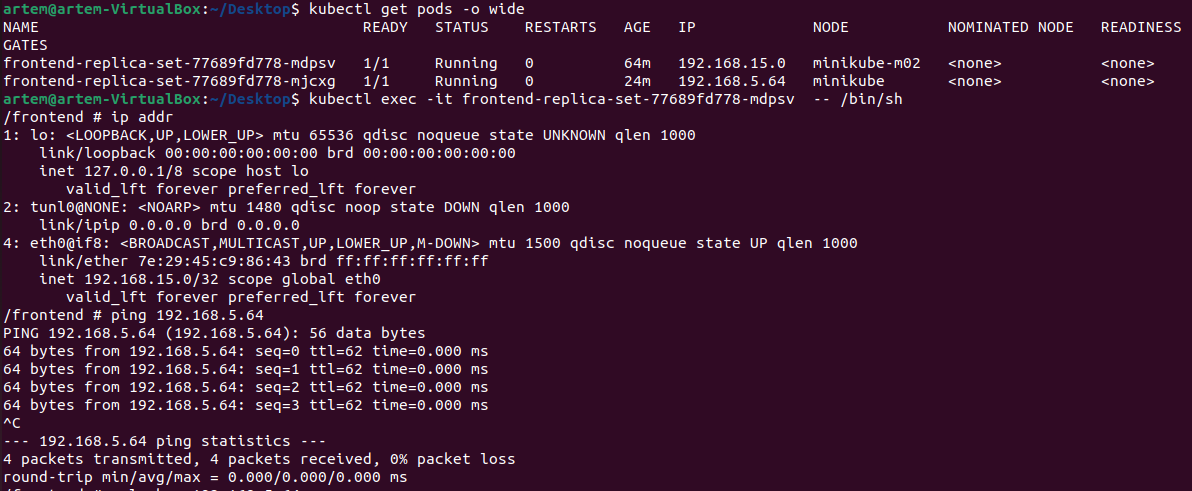 artem@artem-VirtualBox:~/Desktop$ kubectl get pods -o wide
NAME                                    READY   STATUS    RESTARTS   AGE   IP             NODE           NOMINATED NODE   READINESS
GATES
frontend-replica-set-77689fd778-mdpsv   1/1     Running   0          64m   192.168.15.0   minikube-m02   <none>           <none>
frontend-replica-set-77689fd778-mjcxg   1/1     Running   0          24m   192.168.5.64   minikube       <none>           <none>
artem@artem-VirtualBox:~/Desktop$ kubectl exec -it frontend-replica-set-77689fd778-mdpsv  -- /bin/sh
/frontend # ip addr
1: lo: <LOOPBACK,UP,LOWER_UP> mtu 65536 qdisc noqueue state UNKNOWN qlen 1000
    link/loopback 00:00:00:00:00:00 brd 00:00:00:00:00:00
    inet 127.0.0.1/8 scope host lo
       valid_lft forever preferred_lft forever
2: tunl0@NONE: <NOARP> mtu 1480 qdisc noop state DOWN qlen 1000
    link/ipip 0.0.0.0 brd 0.0.0.0
4: eth0@if8: <BROADCAST,MULTICAST,UP,LOWER_UP,M-DOWN> mtu 1500 qdisc noqueue state UP qlen 1000
    link/ether 7e:29:45:c9:86:43 brd ff:ff:ff:ff:ff:ff
    inet 192.168.15.0/32 scope global eth0
       valid_lft forever preferred_lft forever
/frontend # ping 192.168.5.64
PING 192.168.5.64 (192.168.5.64): 56 data bytes
64 bytes from 192.168.5.64: seq=0 ttl=62 time=0.000 ms
64 bytes from 192.168.5.64: seq=1 ttl=62 time=0.000 ms
64 bytes from 192.168.5.64: seq=2 ttl=62 time=0.000 ms
64 bytes from 192.168.5.64: seq=3 ttl=62 time=0.000 ms
^C
--- 192.168.5.64 ping statistics ---
4 packets transmitted, 4 packets received, 0% packet loss
round-trip min/avg/max = 0.000/0.000/0.000 ms